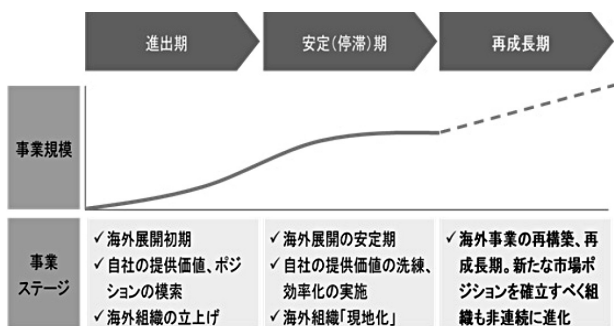 進出期
安定(停滞)期
再成長期
事業規模
事業
ステージ
✓海外展開初期
✓自社の提供価値、ポジ
ションの模索
✓海外組織の立上げ
✓海外展開の安定期
✓自社の提供価値の洗練、
効率化の実施
✓海外組織「現地化」
✓海外事業の再構築、再
成長期。新たな市場ポ
ジションを確立すべく組
織も非連続に進化